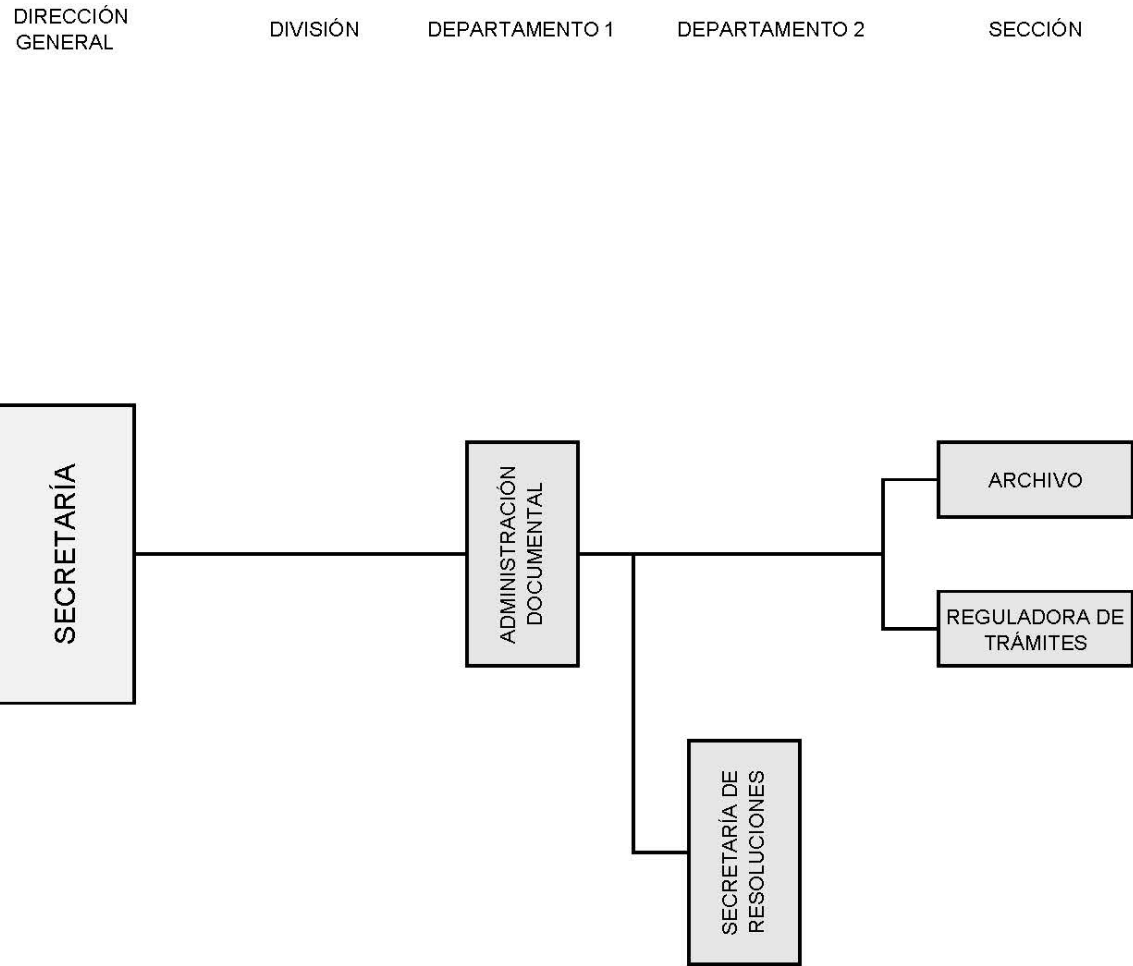 DIRECCIÓN
GENERAL
DIVISIÓN
DEPARTAMENTO 1
DEPARTAMENTO 2
SECCIÓN
SECRETARÍA
ADMINISTRACIÓN
DOCUMENTAL
ARCHIVO
REGULADORA DE
TRÁMITES
SECRETARÍA DE
RESOLUCIONES